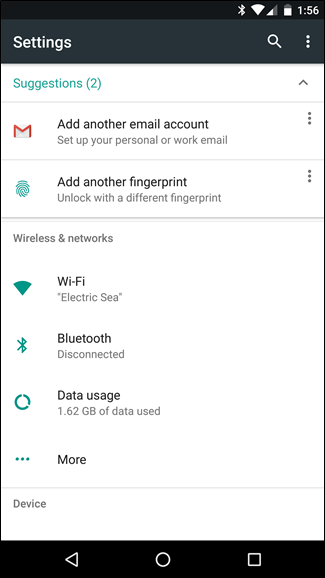 1:56
Settings
Suggestions (2)
Add another email account
Set up your personal or work email
Add another fingerprint
Unlock with a different fingerprint
Wireless & networks
Wi-Fi
"Electric Sea"
Bluetooth
Disconnected
Data usage
1.62 GB of data used
More
Device